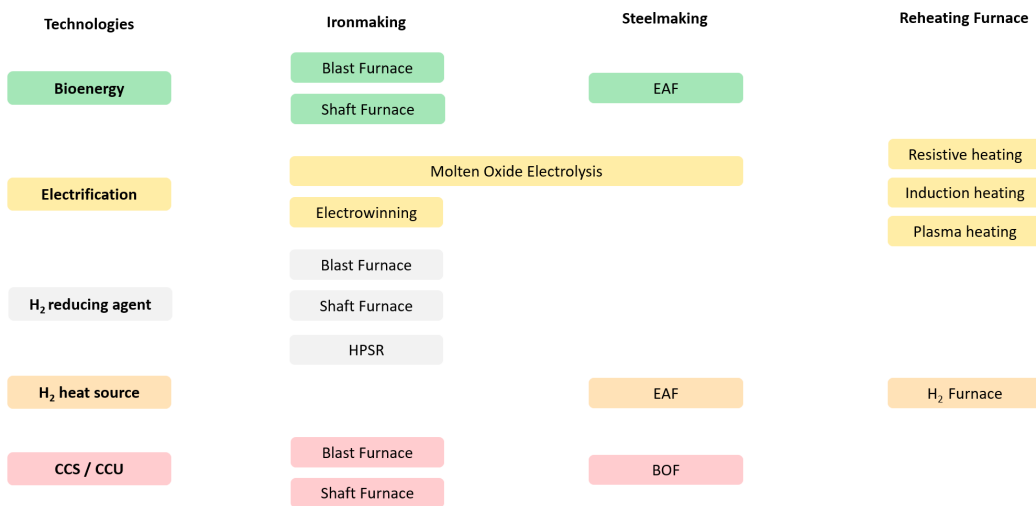 Technologies
Ironmaking
Steelmaking
Reheating Furnace
Bioenergy
Blast Furnace
Shaft Furnace
EAF
Electrification
Molten Oxide Electrolysis
Electrowinning
Resistive heating
Induction heating
Plasma heating
H₂ reducing agent
Blast Furnace
Shaft Furnace
HPSR
H₂ heat source
EAF
H₂ Furnace
CCS / CCU
Blast Furnace
Shaft Furnace
BOF